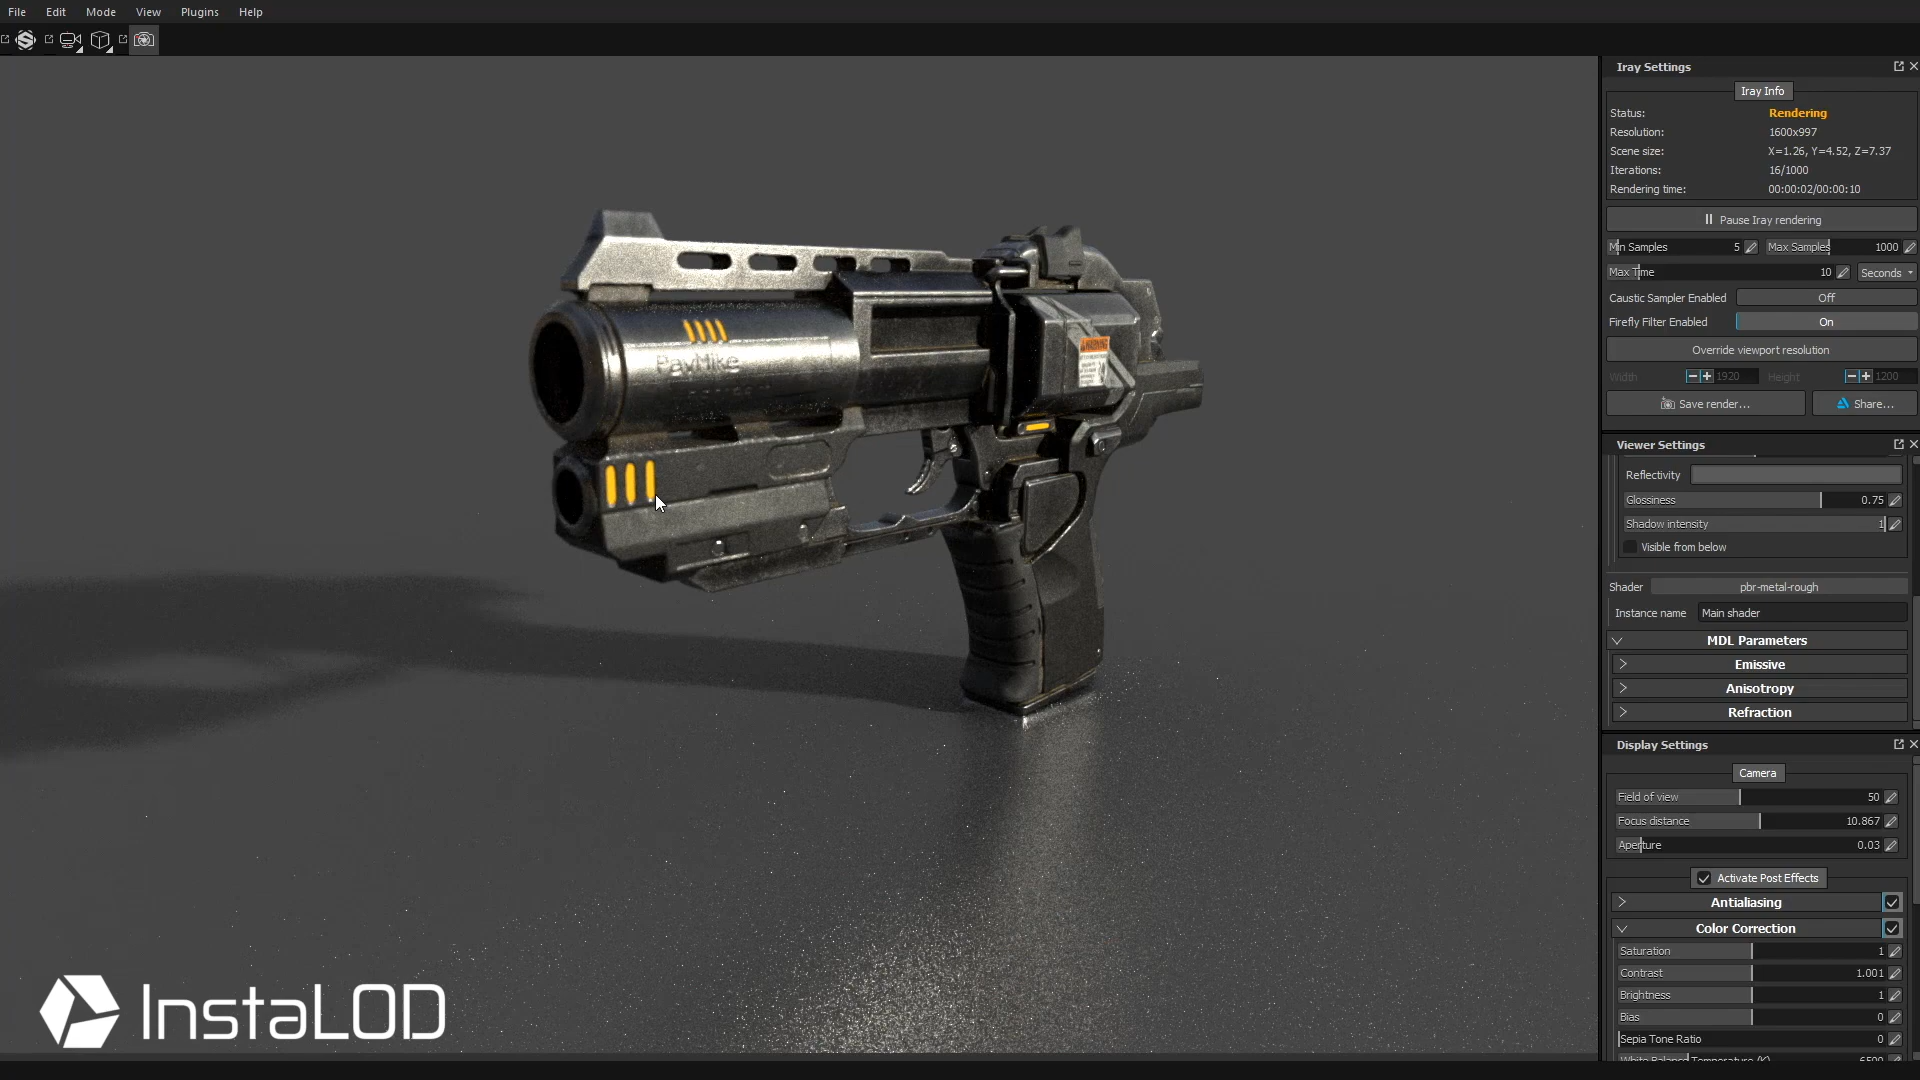 File Edit Mode View Plugins Help
Iray Settings
Iray Info
Status: Rendering
Resolution: 1600x997
Scene size: X=1.26, Y=4.52, Z=7.37
Iterations: 16/1000
Rendering time: 00:00:02/00:00:10
Pause Iray rendering
Min Samples 5 Max Samples 1000
Max Time 10 Seconds
Caustic Sampler Enabled Off
Firefly Filter Enabled On
Override viewport resolution
Width 1920 Height 1200
Save render... Share...
Viewer Settings
Reflectivity
Glossiness 0.75
Shadow intensity 1
Visible from below
Shader pbr-metal-rough
Instance name Main shader
MDL Parameters
Emissive
Anisotropy
Refraction
Display Settings
Camera
Field of view 50
Focus distance 10.867
Aperture 0.03
Activate Post Effects
Antialiasing
Color Correction
Saturation 1
Contrast 1.001
Brightness 1
Bias 0
Sepia Tone Ratio 0
White Balance Temperature (K) 6500
PayMike
WARNING
InstaLOD